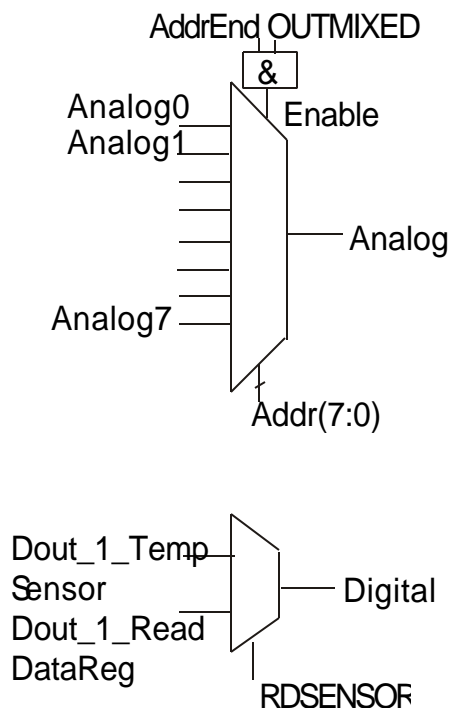 AddrEnd OUTMIXED
&
Enable
Analog0
Analog1
Analog
Analog7
Addr(7:0)
Dout_1_Temp
Sensor
Digital
Dout_1_Read
DataReg
RDSENSOR